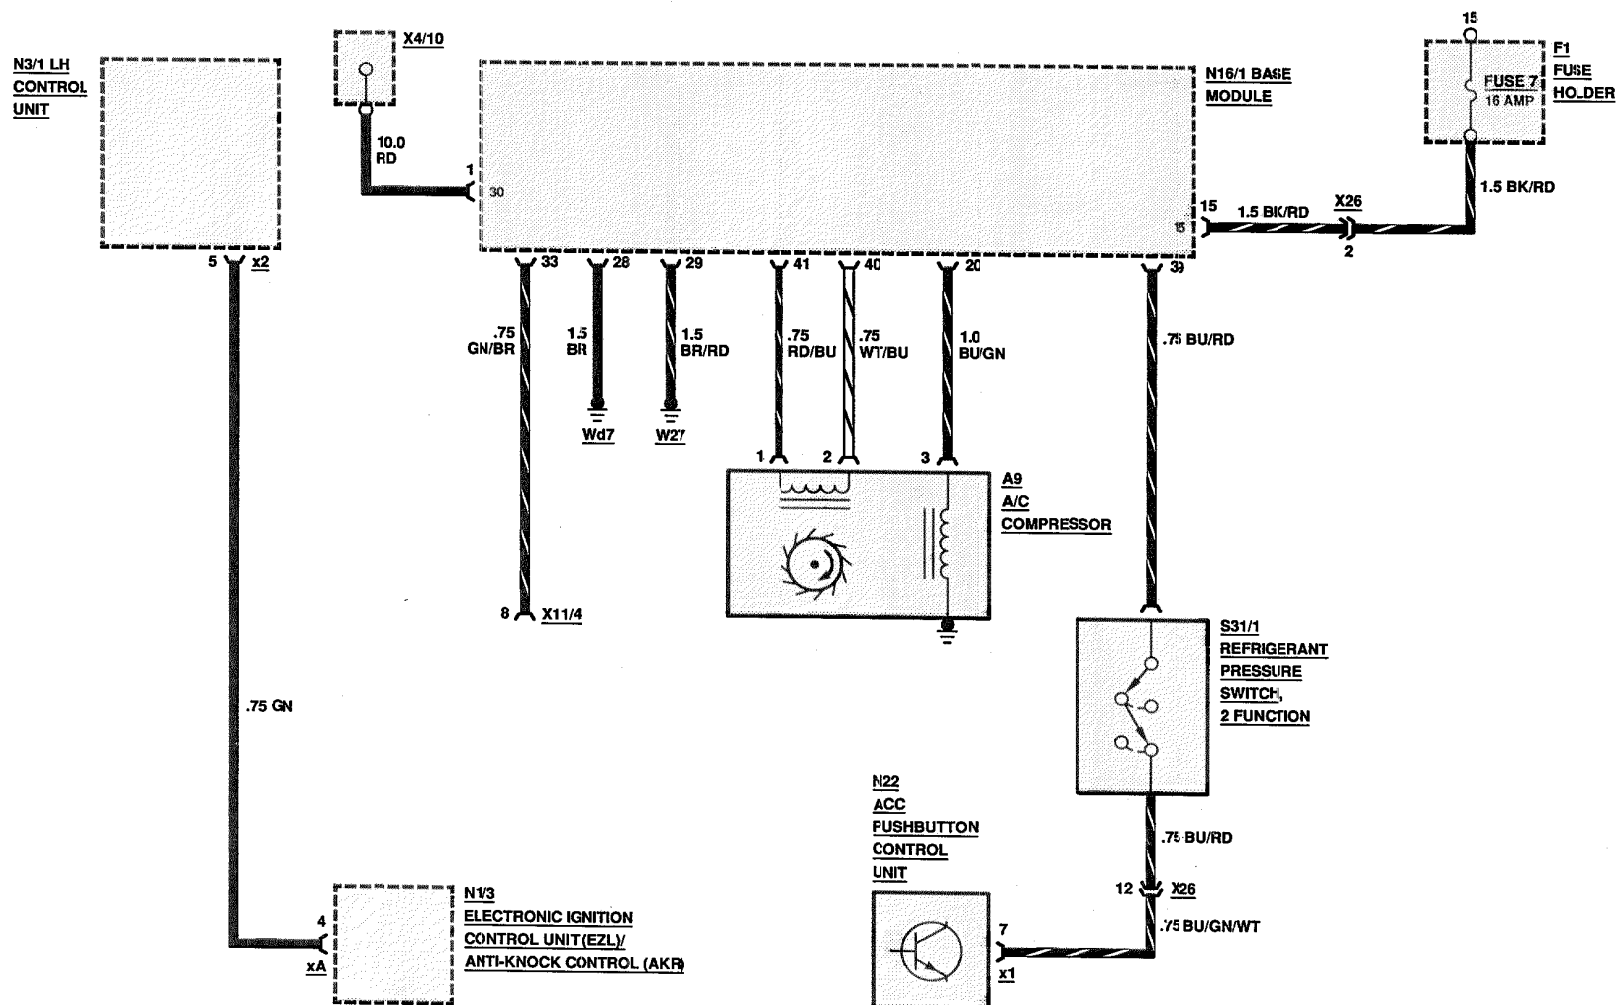 15
X4/10
N3/1 LH
CONTROL
UNIT
F1
FUSE
HOLDER
FUSE 7
16 AMP
N16/1 BASE
MODULE
10.0
RD
1
30
1.5 BK/RD
15
15
1.5 BK/RD
X26
2
5
x2
33
28
29
41
40
20
39
.75
GN/BR
1.5
BR
1.5
BR/RD
.75
RD/BU
.75
WT/BU
1.0
BU/GN
.75 BU/RD
Wd7
W27
1
2
3
A9
A/C
COMPRESSOR
8
X11/4
S31/1
REFRIGERANT
PRESSURE
SWITCH,
2 FUNCTION
.75 GN
N22
ACC
PUSHBUTTON
CONTROL
UNIT
.75 BU/RD
12
X26
.75 BU/GN/WT
7
x1
N1/3
ELECTRONIC IGNITION
CONTROL UNIT (EZL)/
ANTI-KNOCK CONTROL (AKR)
4
xA